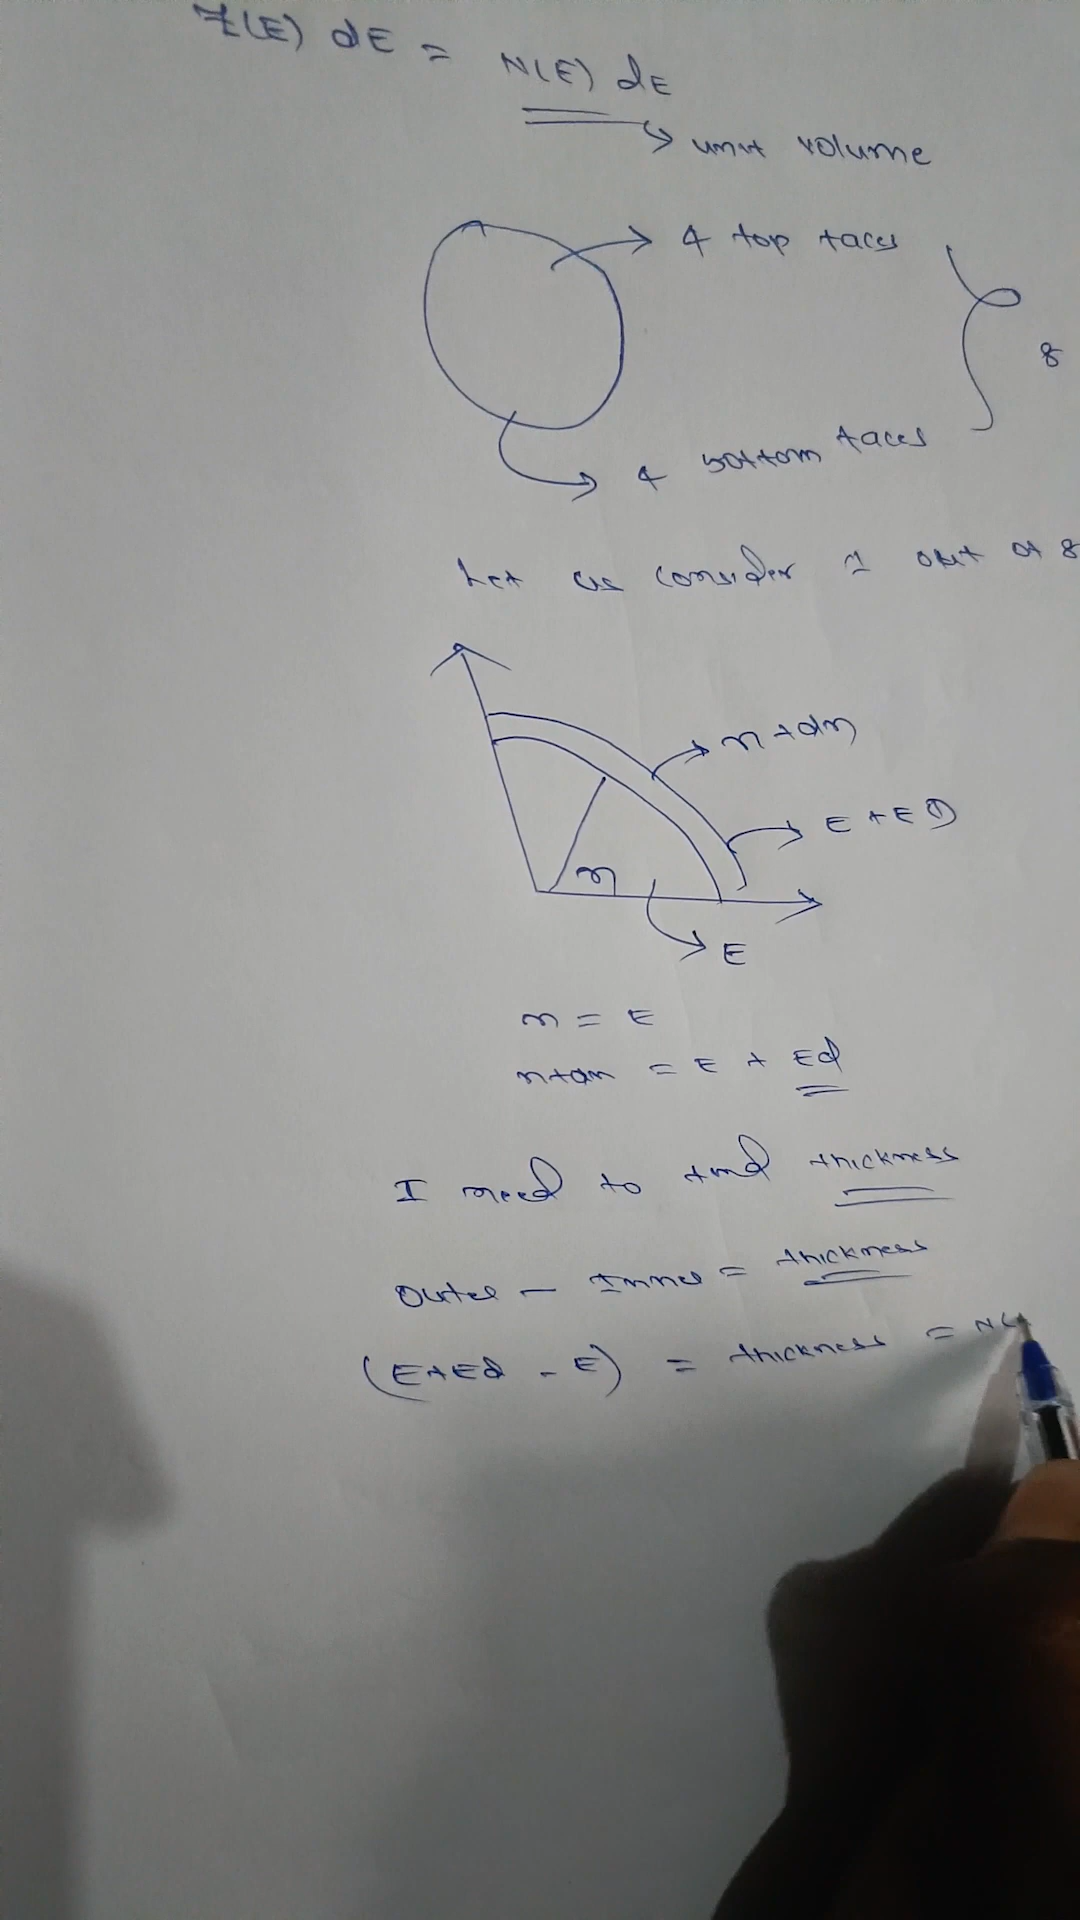 Z(E) dE = N(E) dE
unit volume
4 top faces
8
4 bottom faces
Let us consider 1 out of 8
n+dn
E+Ed
n
E
n = E
n+dn = E + Ed
I need to find thickness
Outer - Inner = thickness
(E+Ed - E) = thickness = N(